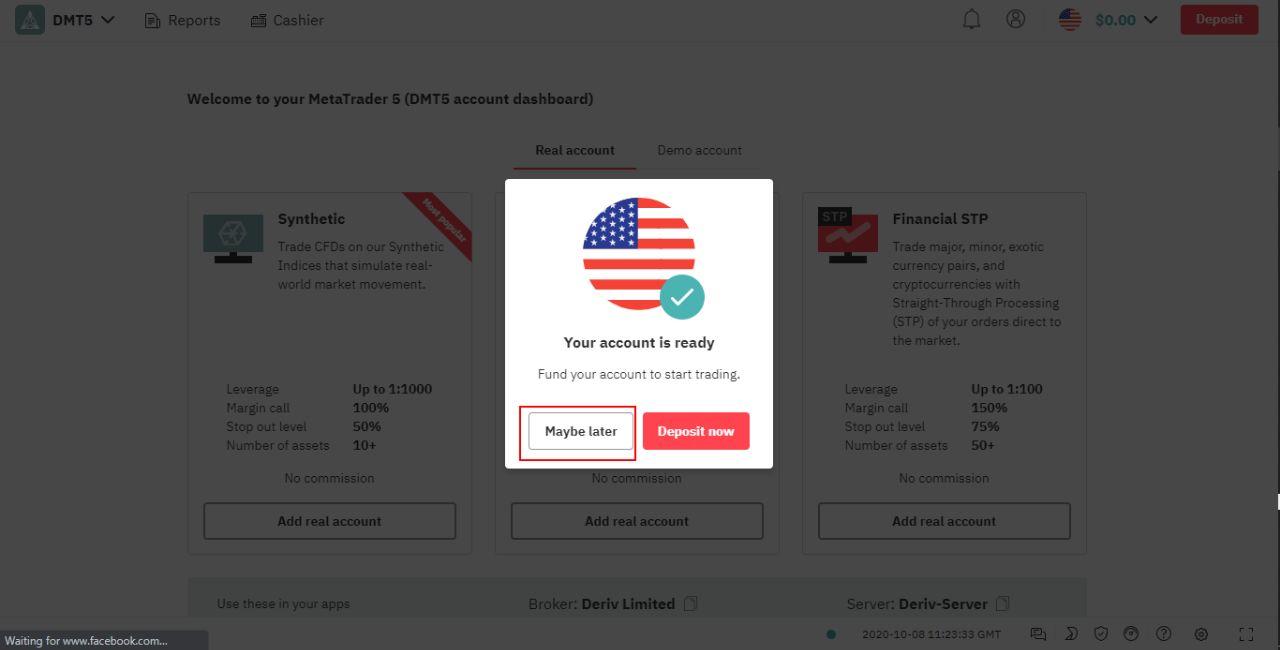 DMT5
Reports
Cashier
$0.00
Deposit
Welcome to your MetaTrader 5 (DMT5 account dashboard)
Real account
Demo account
Most popular
Synthetic
Trade CFDs on our Synthetic
Indices that simulate real-
world market movement.
Leverage Up to 1:1000
Margin call 100%
Stop out level 50%
Number of assets 10+
No commission
Add real account
Your account is ready
Fund your account to start trading.
Maybe later
Deposit now
No commission
Add real account
STP
Financial STP
Trade major, minor, exotic
currency pairs, and
cryptocurrencies with
Straight-Through Processing
(STP) of your orders direct to
the market.
Leverage Up to 1:100
Margin call 150%
Stop out level 75%
Number of assets 50+
No commission
Add real account
Use these in your apps
Broker: Deriv Limited
Server: Deriv-Server
Waiting for www.facebook.com...
2020-10-08 11:23:33 GMT